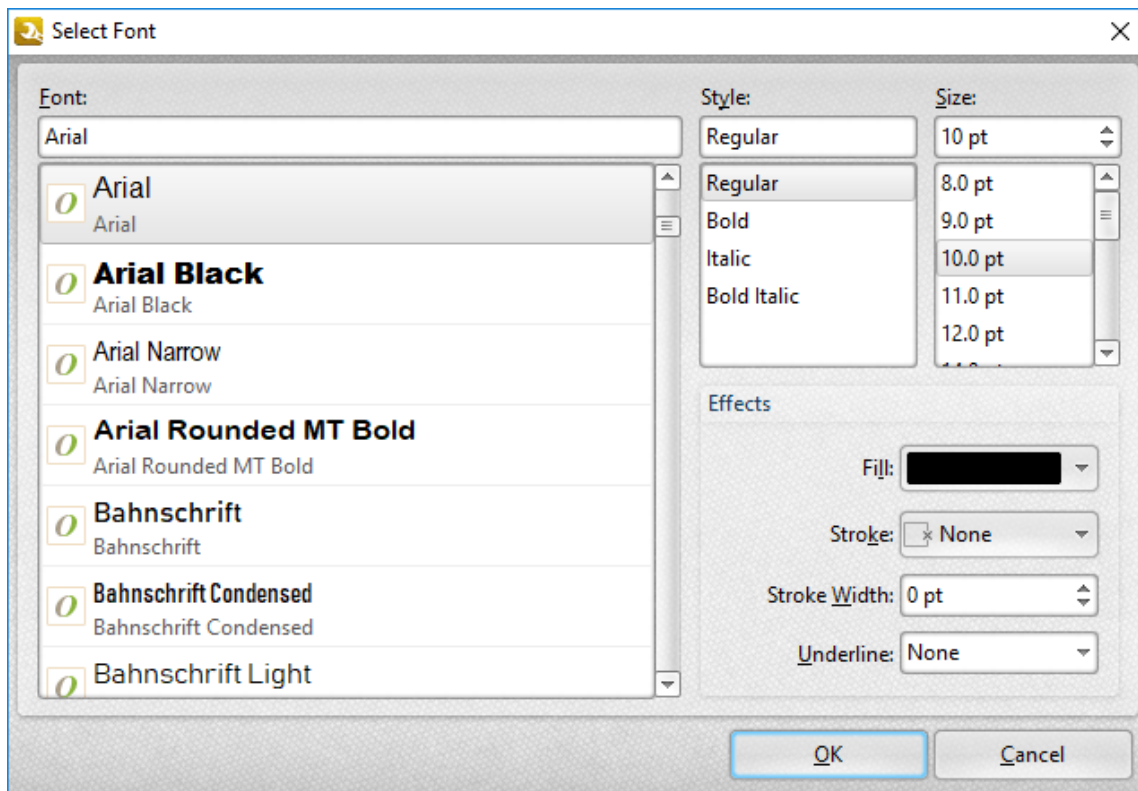 Select Font
Font:
Arial
Arial
Arial
Arial Black
Arial Black
Arial Narrow
Arial Narrow
Arial Rounded MT Bold
Arial Rounded MT Bold
Bahnschrift
Bahnschrift
Bahnschrift Condensed
Bahnschrift Condensed
Bahnschrift Light
Style:
Regular
Regular
Bold
Italic
Bold Italic
Size:
10 pt
8.0 pt
9.0 pt
10.0 pt
11.0 pt
12.0 pt
Effects
Fill:
Stroke: None
Stroke Width: 0 pt
Underline: None
OK
Cancel